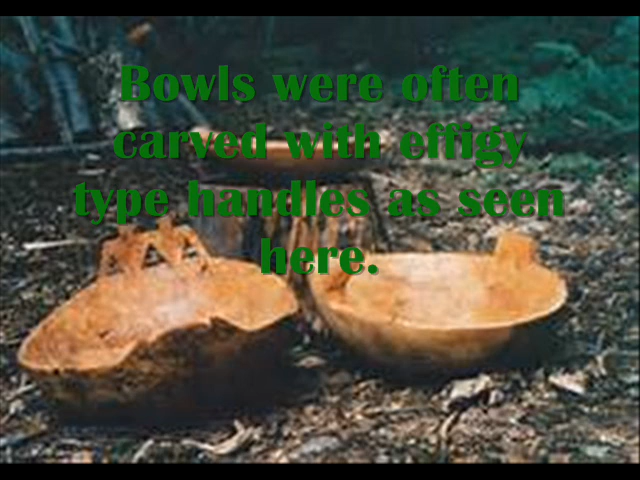 Bowls were often
carved with effigy
type handles as seen
here.